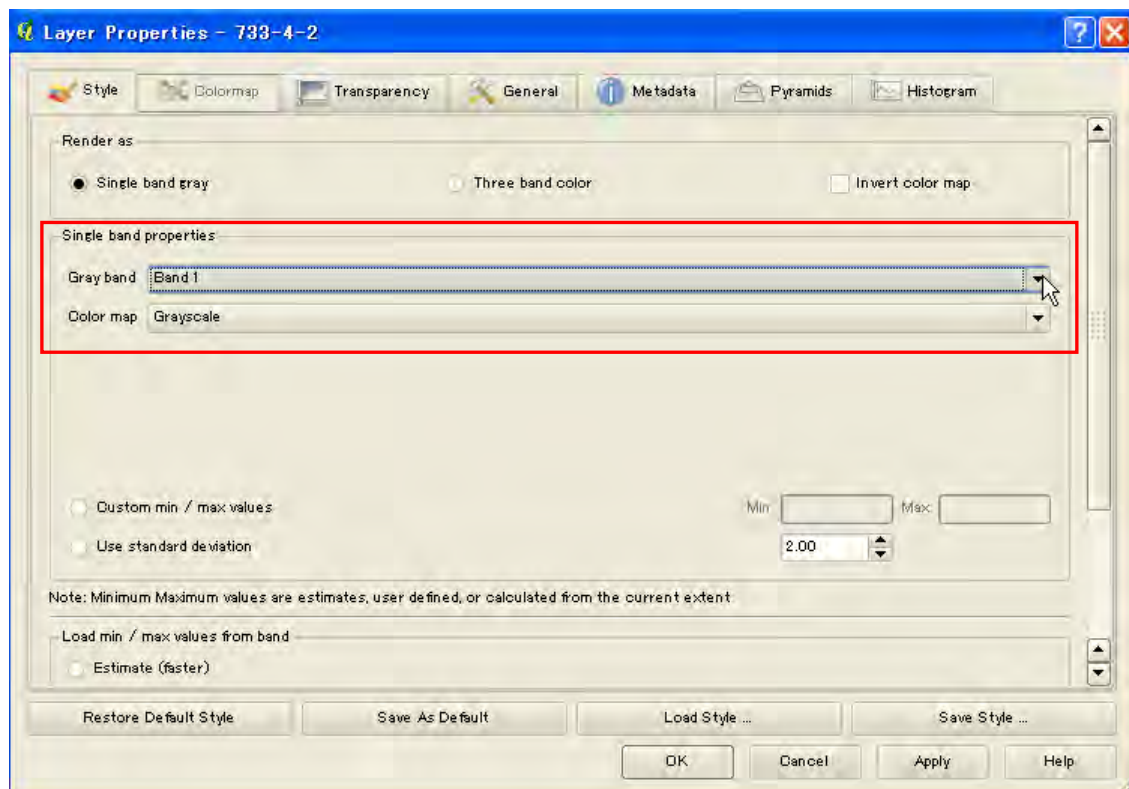 Layer Properties - 733-4-2
Style Colormap Transparency General Metadata Pyramids Histogram
Render as
Single band gray Three band color Invert color map
Single band properties
Gray band Band 1
Color map Grayscale
Custom min / max values Min Max
Use standard deviation 2.00
Note: Minimum Maximum values are estimates, user defined, or calculated from the current extent
Load min / max values from band
Estimate (faster)
Restore Default Style Save As Default Load Style ... Save Style ...
OK Cancel Apply Help